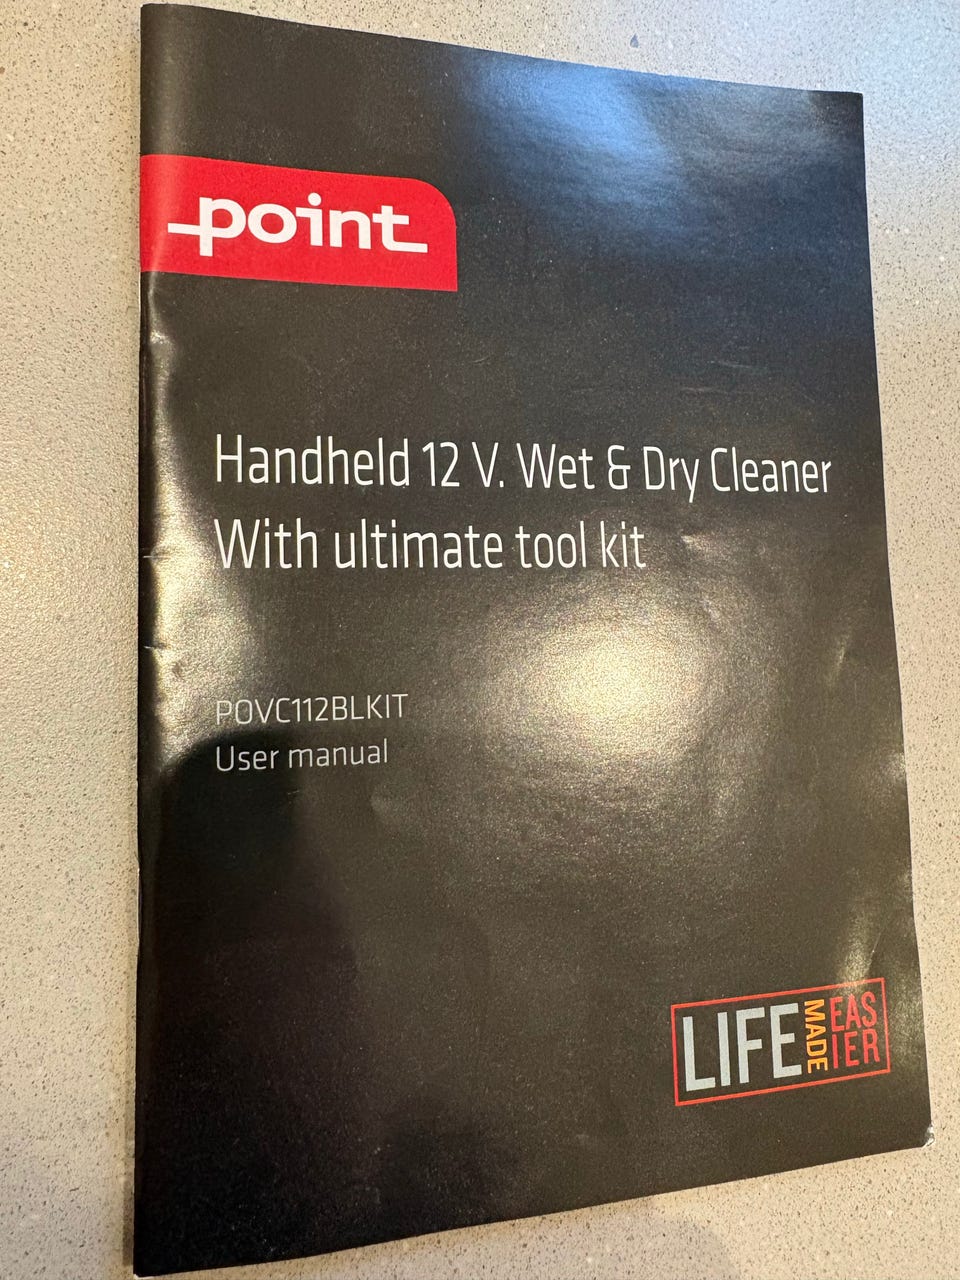 point
Handheld 12 V. Wet & Dry Cleaner
With ultimate tool kit
POVC112BLKIT
User manual
LIFE MADE EASIER